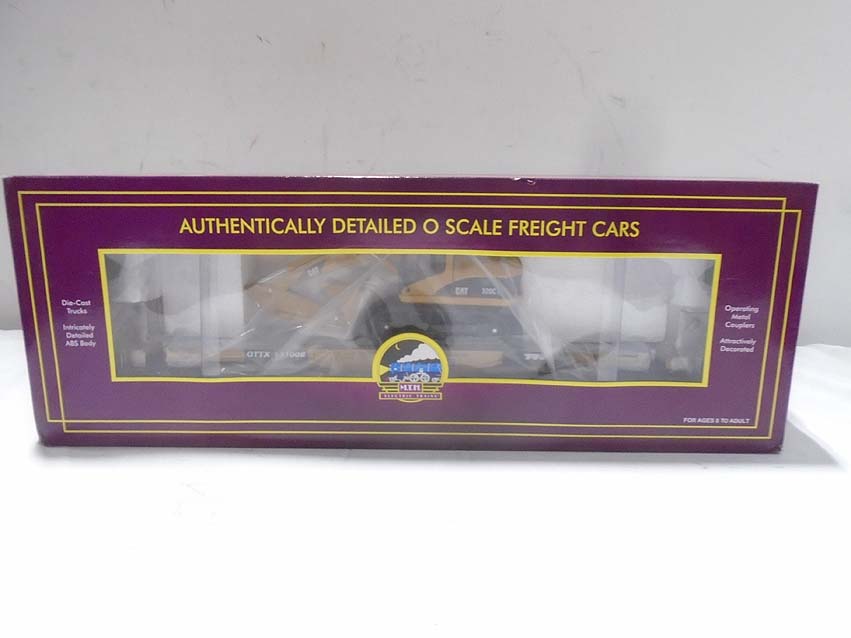 AUTHENTICALLY DETAILED O SCALE FREIGHT CARS
Die-Cast
Trucks
Intricately
Detailed
ABS Body
CAT
CAT
OTTX
Operating
Metal
Couplers
Attractively
Decorated
M.T.H
ELECTRIC TRAINS
FOR AGES 8 TO ADULT